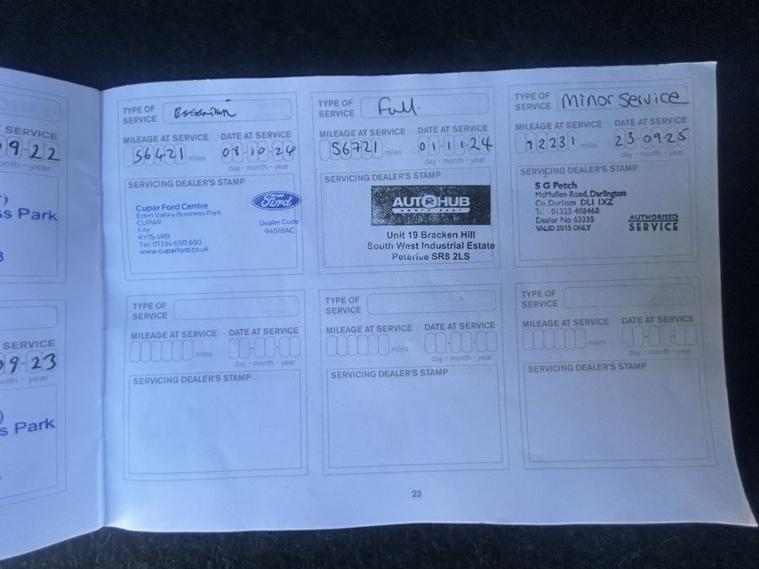 SERVICE
09.22
month - year
ss Park
SERVICE
09.23
month - year
s Park
TYPE OF SERVICE
MILEAGE AT SERVICE DATE AT SERVICE
56421 miles 08.10.24
day - month - year
SERVICING DEALER'S STAMP
Cupar Ford Centre
Eden Valley Business Park
CUPAR
Fife
KY15 4RB
Tel: 01334 650 650
www.cuparford.co.uk
Ford
Dealer Code
94518AC
TYPE OF SERVICE Full
MILEAGE AT SERVICE DATE AT SERVICE
56721 miles 01.11.24
day - month - year
SERVICING DEALER'S STAMP
AUTOHUB
NORTH EAST
Unit 19 Bracken Hill
South West Industrial Estate
Peterlee SR8 2LS
TYPE OF SERVICE Minor Service
MILEAGE AT SERVICE DATE AT SERVICE
72231 miles 23-09-25
day - month - year
SERVICING DEALER'S STAMP
S G Petch
McMullen Road, Darlington
Co. Durham DL1 1XZ
T: 01325 488468
Dealer No 63335
VALID 2015 ONLY
AUTHORISED
SERVICE
TYPE OF SERVICE
MILEAGE AT SERVICE DATE AT SERVICE
miles
day - month - year
SERVICING DEALER'S STAMP
TYPE OF SERVICE
MILEAGE AT SERVICE DATE AT SERVICE
miles
day - month - year
SERVICING DEALER'S STAMP
TYPE OF SERVICE
MILEAGE AT SERVICE DATE AT SERVICE
miles
day - month - year
SERVICING DEALER'S STAMP
23